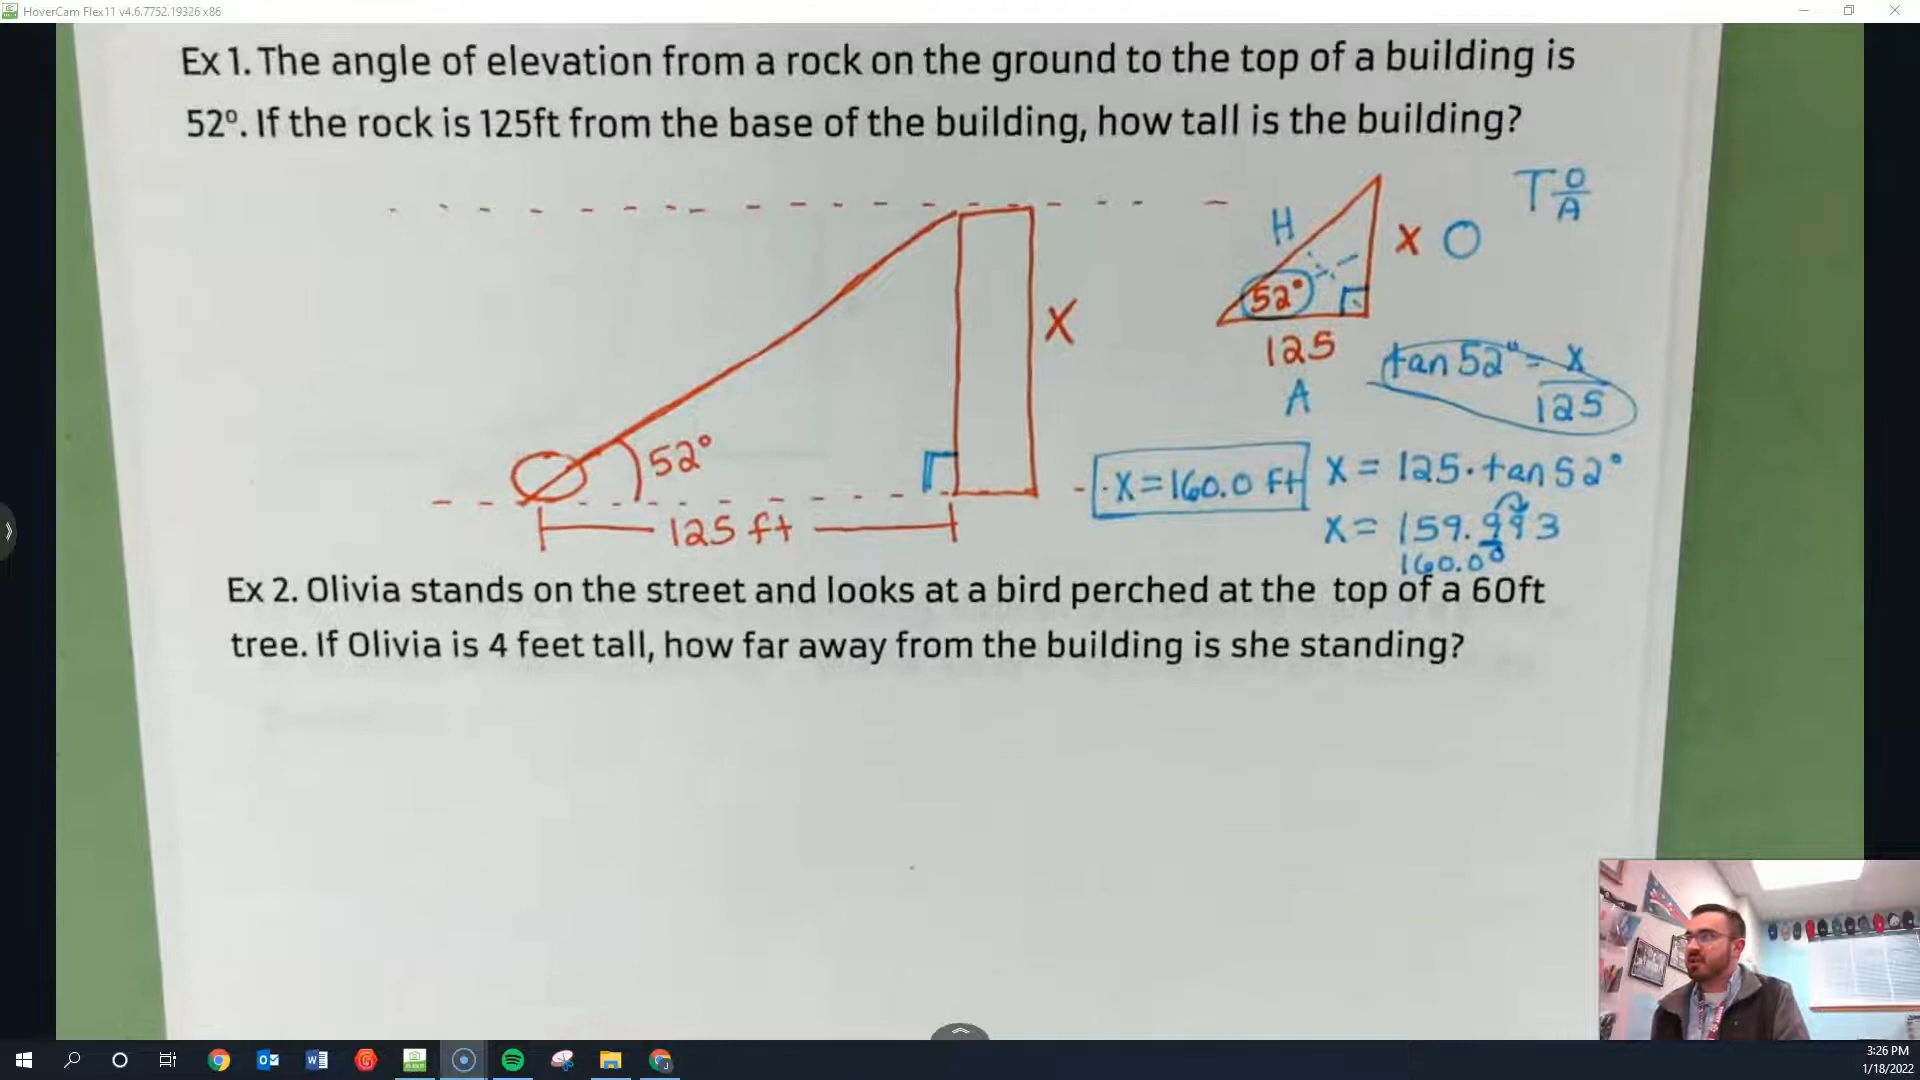 HoverCam Flex11 v4.6.7752.19326 x86
Ex 1. The angle of elevation from a rock on the ground to the top of a building is
52º. If the rock is 125ft from the base of the building, how tall is the building?
T O/A
H
X O
52°
125
A
tan 52° = X/125
X
52°
X = 160.0 ft
X = 125 · tan 52°
125 ft
X = 159.993
160.0
Ex 2. Olivia stands on the street and looks at a bird perched at the top of a 60ft
tree. If Olivia is 4 feet tall, how far away from the building is she standing?
3:26 PM
1/18/2022